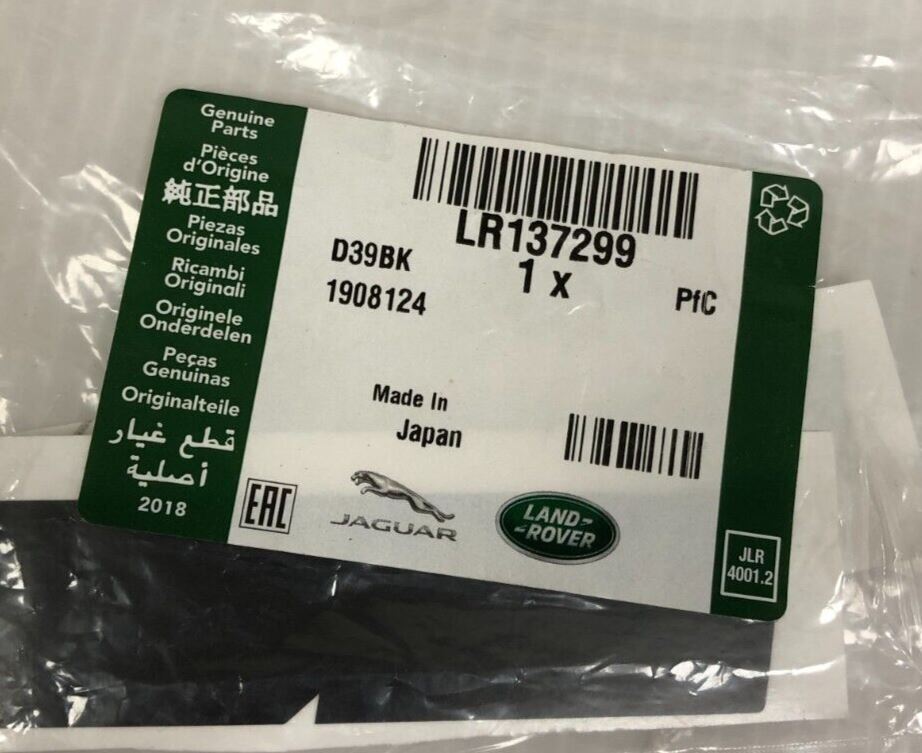 Genuine
Parts
Pièces
d'Origine
純正部品
Piezas
Originales
Ricambi
Originali
Originele
Onderdelen
Peças
Genuinas
Originalteile
قطع غيار
أصلية
2018
LR137299
D39BK
1 x
1908124
PfC
Made In
Japan
EAC
JAGUAR
LAND-
-ROVER
JLR
4001.2